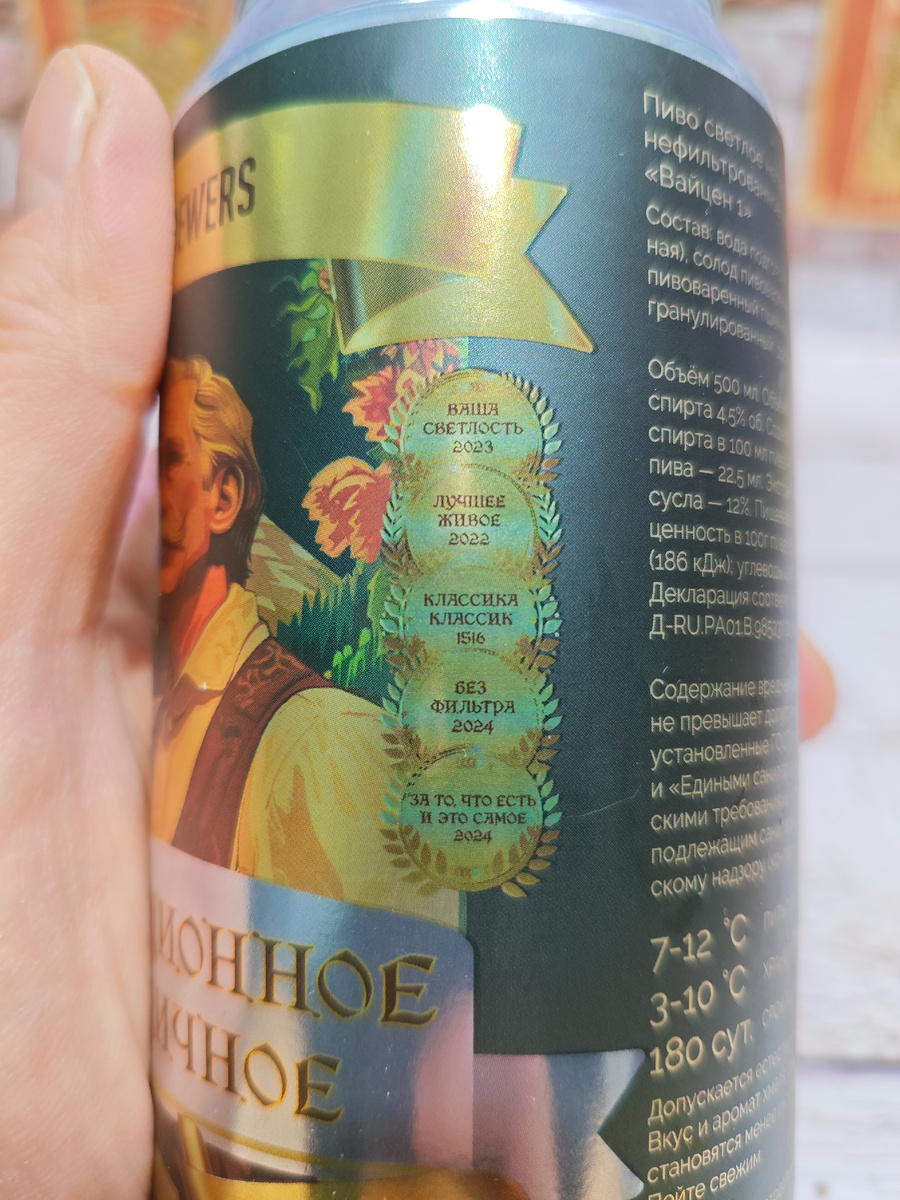 EWERS
ВАША
СВЕТЛОСТЬ
2023
ЛУЧШЕЕ
ЖИВОЕ
2022
КЛАССИКА
КЛАССИК
1516
БЕЗ
ФИЛЬТРА
2024
"ЗА ТО, ЧТО ЕСТЬ
И ЭТО САМОЕ
2024
ИОННОЕ
ИЧНОЕ
Пиво светлое
нефильтрован
«Вайцен 1»
Состав: вода
ная), солод
пивоваренный
гранулированный
Объём 500 мл.
спирта 4.5% об.
спирта в 100 мл
пива — 22.5 мл.
сусла — 12%.
ценность в 100г
(186 кДж); углеводы
Декларация
Д-RU.РА01.В.985
Содержание
не превышает
установленные
и «Едиными
скими
подлежащим
скому надзору
7-12 °C
3-10 °C
180 сут.
Допускается
Вкус и аромат
становятся менее
Пейте свежим